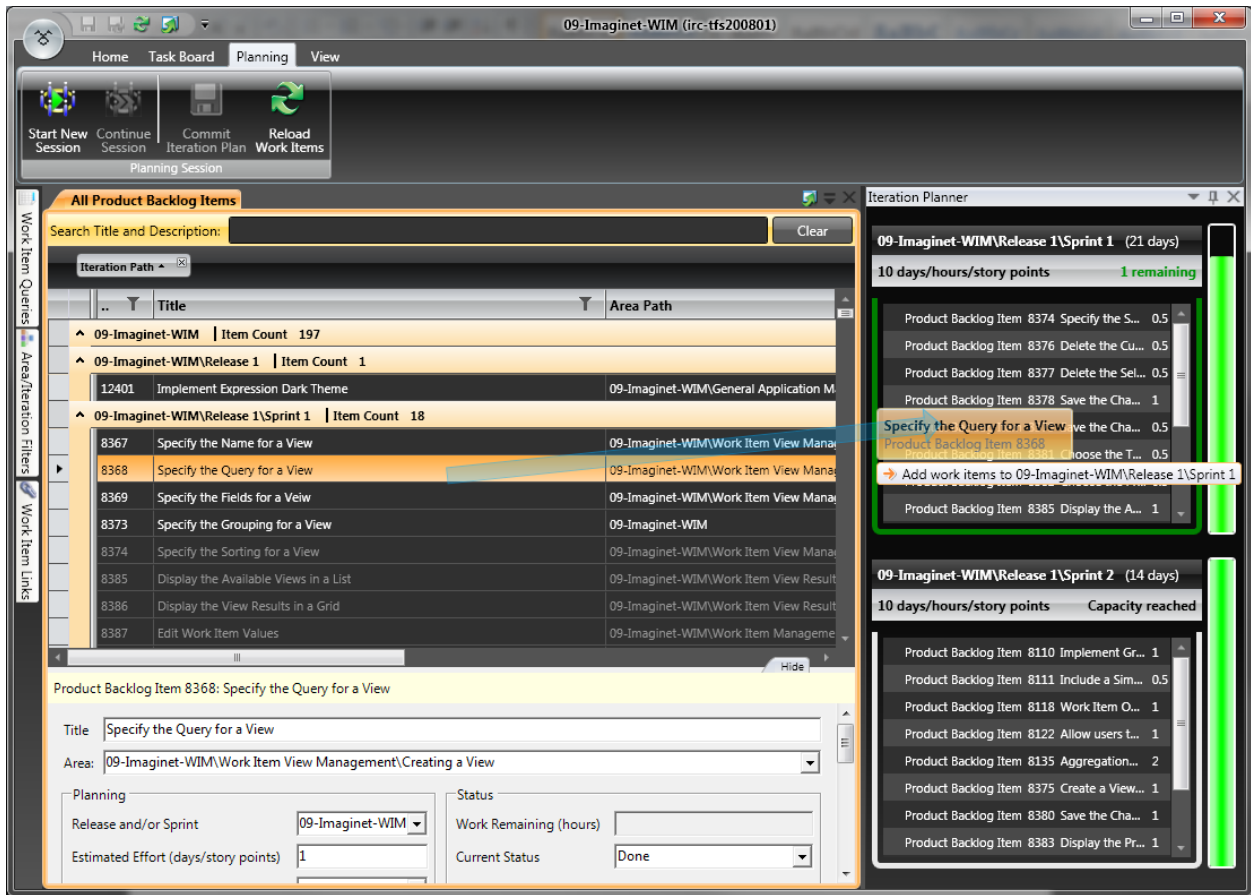 09-Imaginet-WIM (irc-tfs200801)
Home Task Board Planning View
Start New Session
Continue Session
Commit Iteration Plan
Reload Work Items
Planning Session
Work Item Queries
Area/Iteration Filters
Work Item Links
All Product Backlog Items
Search Title and Description:
Clear
Iteration Path
.. Title Area Path
09-Imaginet-WIM | Item Count 197
09-Imaginet-WIM\Release 1 | Item Count 1
12401 Implement Expression Dark Theme 09-Imaginet-WIM\General Application M
09-Imaginet-WIM\Release 1\Sprint 1 | Item Count 18
8367 Specify the Name for a View 09-Imaginet-WIM\Work Item View Mana
8368 Specify the Query for a View 09-Imaginet-WIM\Work Item View Mana
8369 Specify the Fields for a Veiw 09-Imaginet-WIM\Work Item View Mana
8373 Specify the Grouping for a View 09-Imaginet-WIM
8374 Specify the Sorting for a View 09-Imaginet-WIM\Work Item View Mana
8385 Display the Available Views in a List 09-Imaginet-WIM\Work Item View Result
8386 Display the View Results in a Grid 09-Imaginet-WIM\Work Item View Result
8387 Edit Work Item Values 09-Imaginet-WIM\Work Item Manageme
Hide
Product Backlog Item 8368: Specify the Query for a View
Title Specify the Query for a View
Area: 09-Imaginet-WIM\Work Item View Management\Creating a View
Planning
Release and/or Sprint 09-Imaginet-WIM
Estimated Effort (days/story points) 1
Status
Work Remaining (hours)
Current Status Done
Iteration Planner
09-Imaginet-WIM\Release 1\Sprint 1 (21 days)
10 days/hours/story points 1 remaining
Product Backlog Item 8374 Specify the S... 0.5
Product Backlog Item 8376 Delete the Cu... 0.5
Product Backlog Item 8377 Delete the Sel... 0.5
Product Backlog Item 8378 Save the Cha... 1
ve the Cha... 0.5
Specify the Query for a View
Product Backlog Item 8368
8381 Choose the T... 0.5
Add work items to 09-Imaginet-WIM\Release 1\Sprint 1
Product Backlog Item 8385 Display the A... 1
09-Imaginet-WIM\Release 1\Sprint 2 (14 days)
10 days/hours/story points Capacity reached
Product Backlog Item 8110 Implement Gr... 1
Product Backlog Item 8111 Include a Sim... 0.5
Product Backlog Item 8118 Work Item O... 1
Product Backlog Item 8122 Allow users t... 1
Product Backlog Item 8135 Aggregation... 2
Product Backlog Item 8375 Create a View... 1
Product Backlog Item 8380 Save the Cha... 1
Product Backlog Item 8383 Display the Pr... 1